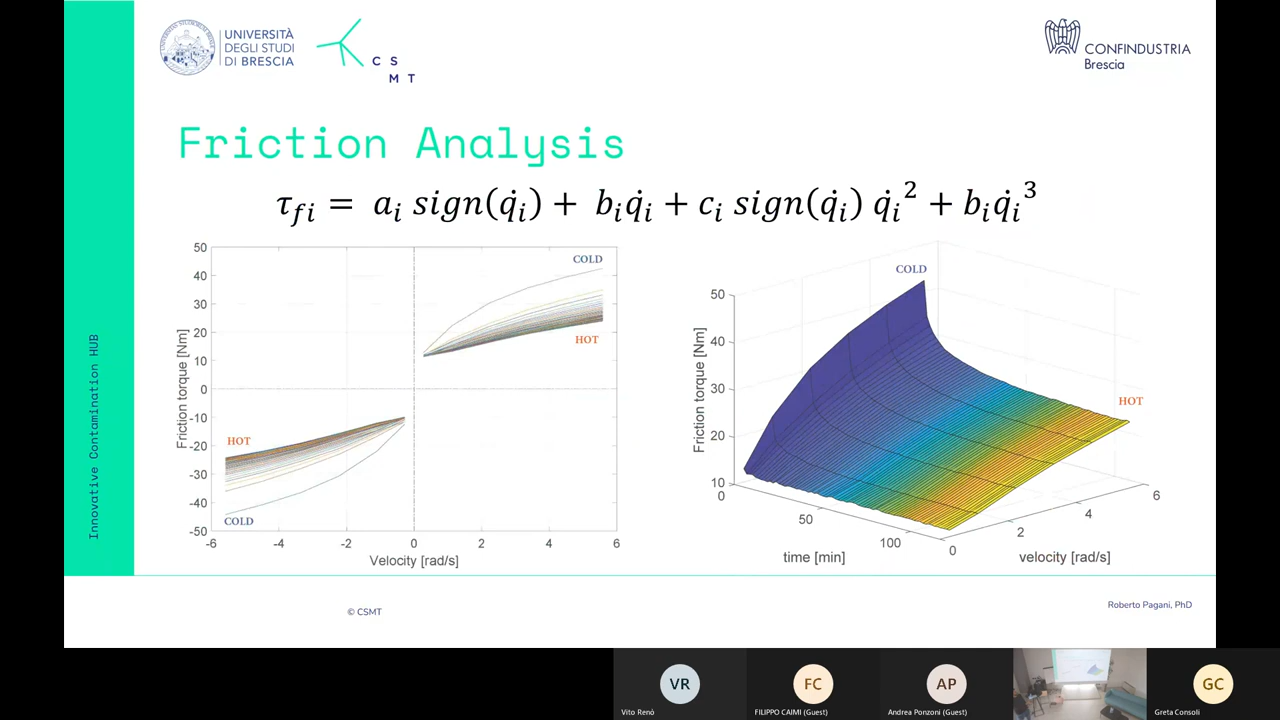 UNIVERSITÀ
DEGLI STUDI
DI BRESCIA
C S
M T
CONFINDUSTRIA
Brescia
Friction Analysis
τ_fi = a_i sign(q̇_i) + b_i q̇_i + c_i sign(q̇_i) q̇_i² + b_i q̇_i³
Innovative Contamination HUB
50
40
30
20
10
0
-10
-20
-30
-40
-50
Friction torque [Nm]
COLD
HOT
HOT
COLD
-6 -4 -2 0 2 4 6
Velocity [rad/s]
COLD
HOT
50
40
30
20
10
Friction torque [Nm]
0
50
100
time [min]
0
2
4
6
velocity [rad/s]
© CSMT
Roberto Pagani, PhD
VR
FC
AP
GC
Vito Renò
FILIPPO CAIMI (Guest)
Andrea Ponzoni (Guest)
Greta Consoli